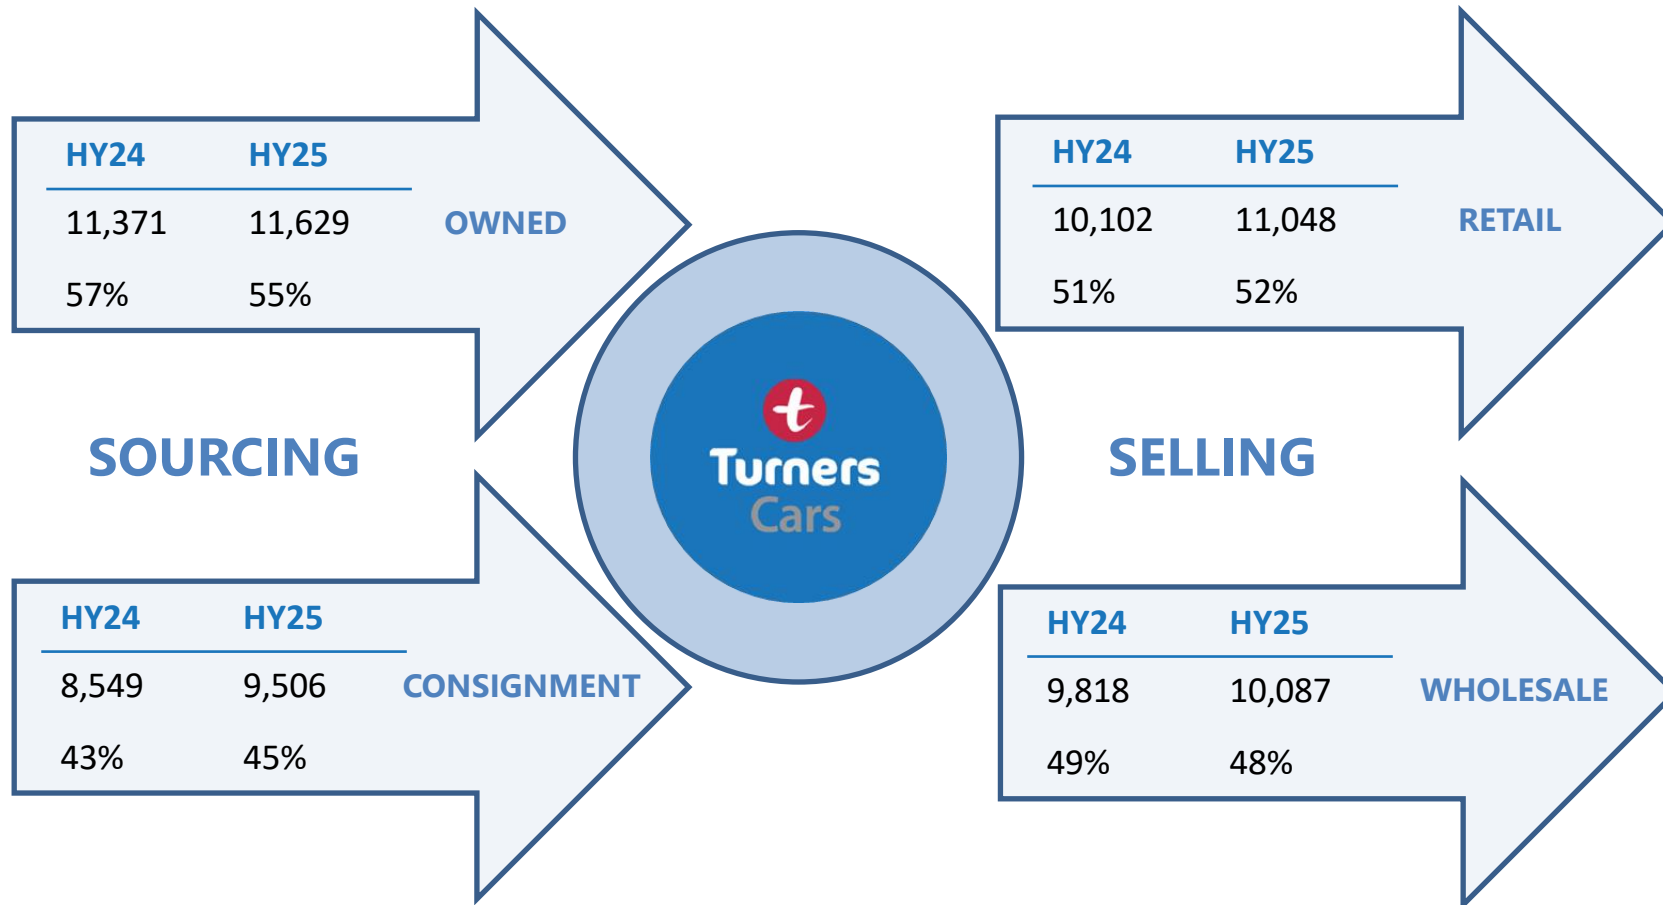 HY24 HY25
11,371 11,629 OWNED
57% 55%
SOURCING
HY24 HY25
8,549 9,506 CONSIGNMENT
43% 45%
t
Turners
Cars
HY24 HY25
10,102 11,048 RETAIL
51% 52%
SELLING
HY24 HY25
9,818 10,087 WHOLESALE
49% 48%